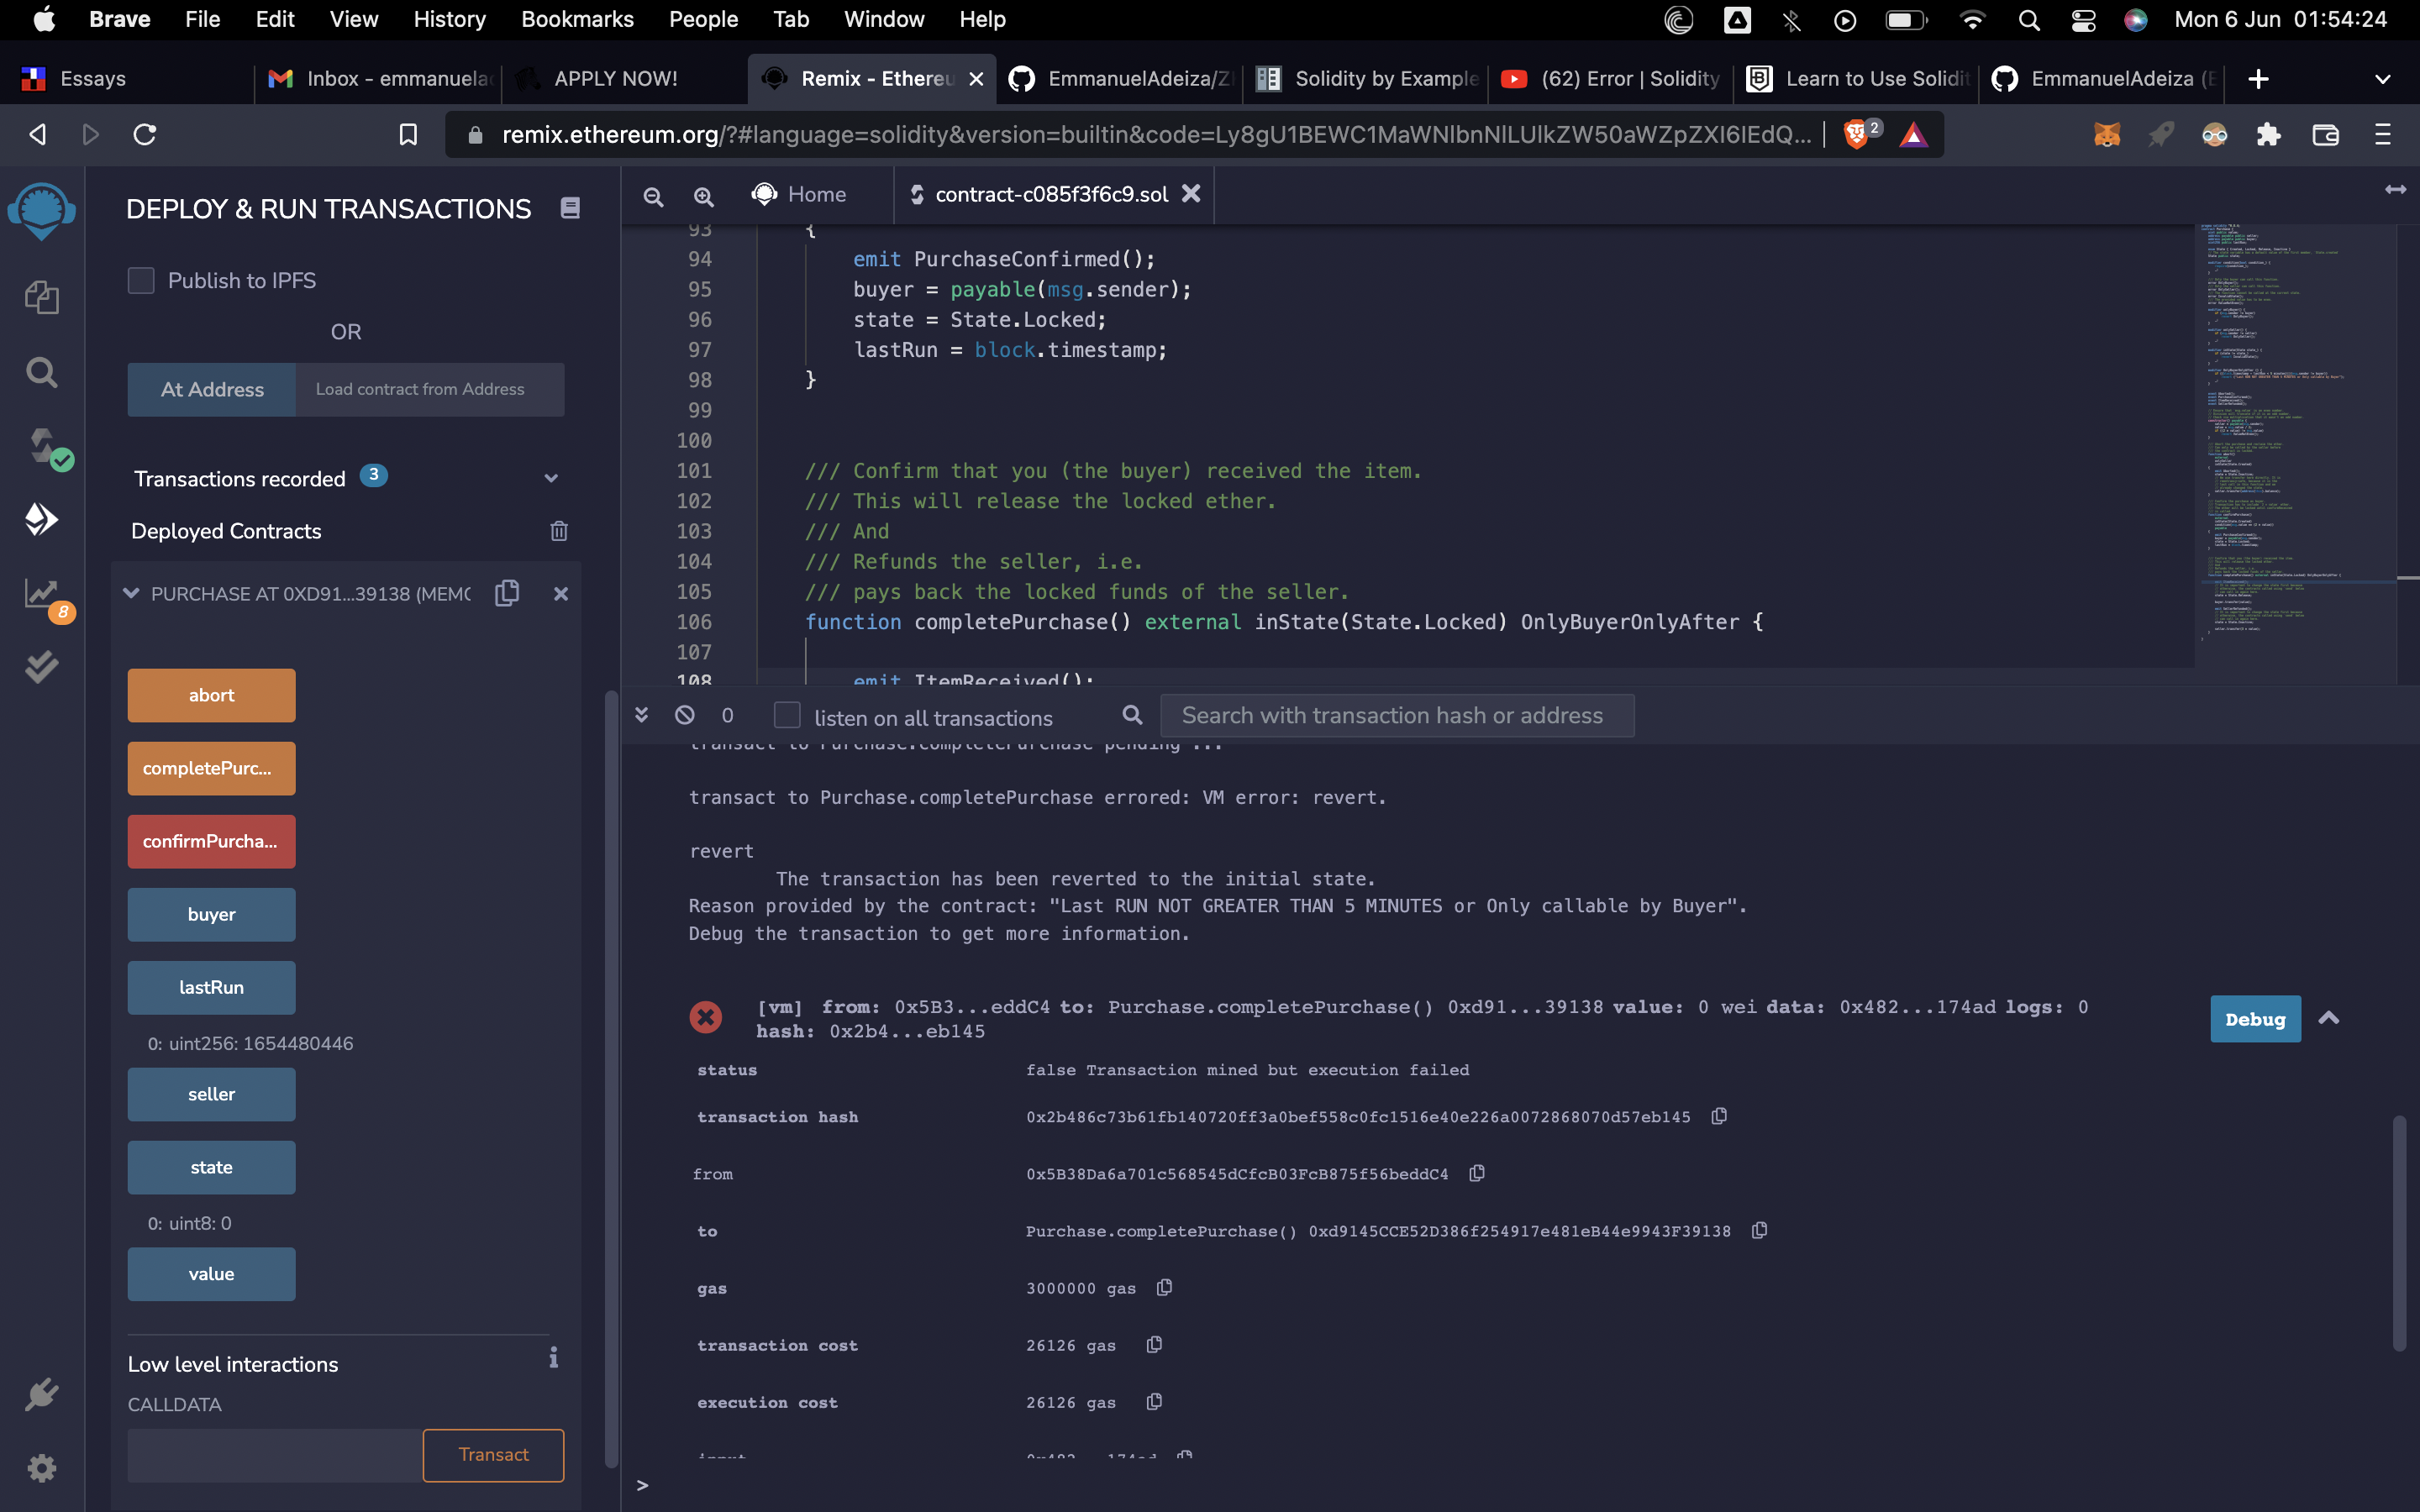 Brave File Edit View History Bookmarks People Tab Window Help Mon 6 Jun 01:54:24
Essays Inbox - emmanuelad APPLY NOW! Remix - Ethereu EmmanuelAdeiza/Z Solidity by Example (62) Error | Solidity Learn to Use Solidit EmmanuelAdeiza (E
remix.ethereum.org/?#language=solidity&version=builtin&code=Ly8gU1BEWC1MaWNlbnNlLUlkZW50aWZpZXI6IEdQ... 2
DEPLOY & RUN TRANSACTIONS
Publish to IPFS
OR
At Address Load contract from Address
Transactions recorded 3
Deployed Contracts
PURCHASE AT 0XD91...39138 (MEMO
8
abort
completePurc...
confirmPurcha...
buyer
lastRun
0: uint256: 1654480446
seller
state
0: uint8: 0
value
Low level interactions
CALLDATA
Transact
Home contract-c085f3f6c9.sol
93 {
94 emit PurchaseConfirmed();
95 buyer = payable(msg.sender);
96 state = State.Locked;
97 lastRun = block.timestamp;
98 }
99
100
101 /// Confirm that you (the buyer) received the item.
102 /// This will release the locked ether.
103 /// And
104 /// Refunds the seller, i.e.
105 /// pays back the locked funds of the seller.
106 function completePurchase() external inState(State.Locked) OnlyBuyerOnlyAfter {
107
108 emit ItemReceived();
0 listen on all transactions Search with transaction hash or address
transact to Purchase.completePurchase pending ...
transact to Purchase.completePurchase errored: VM error: revert.
revert
The transaction has been reverted to the initial state.
Reason provided by the contract: "Last RUN NOT GREATER THAN 5 MINUTES or Only callable by Buyer".
Debug the transaction to get more information.
[vm] from: 0x5B3...eddC4 to: Purchase.completePurchase() 0xd91...39138 value: 0 wei data: 0x482...174ad logs: 0
hash: 0x2b4...eb145
Debug
status false Transaction mined but execution failed
transaction hash 0x2b486c73b61fb140720ff3a0bef558c0fc1516e40e226a0072868070d57eb145
from 0x5B38Da6a701c568545dCfcB03FcB875f56beddC4
to Purchase.completePurchase() 0xd9145CCE52D386f254917e481eB44e9943F39138
gas 3000000 gas
transaction cost 26126 gas
execution cost 26126 gas
input 0x482...174ad
>